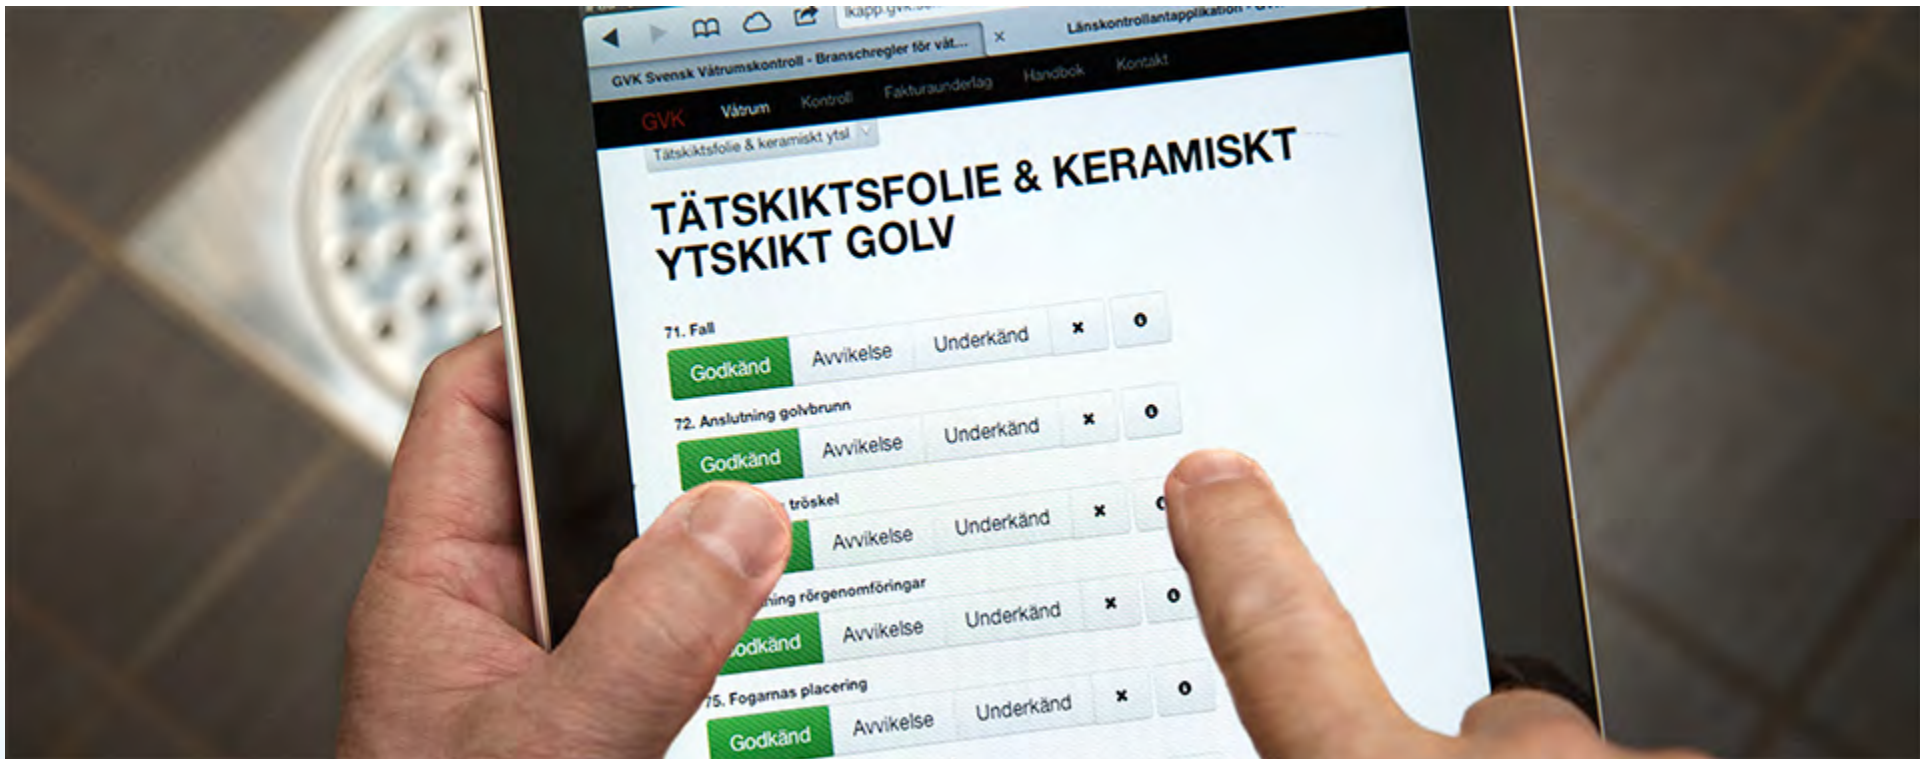 GVK Svensk Våtrumskontroll - Branschregler för våt...
Länskontrollantapplikation -
GVK Våtrum Kontroll Fakturaunderlag Handbok Kontakt
Tätskiktsfolie & keramiskt ytsl
TÄTSKIKTSFOLIE & KERAMISKT
YTSKIKT GOLV
71. Fall
Godkänd Avvikelse Underkänd
72. Anslutning golvbrunn
Godkänd Avvikelse Underkänd
tröskel
Avvikelse Underkänd
rörgenomföringar
Avvikelse Underkänd
75. Fogarnas placering
Godkänd Avvikelse Underkänd